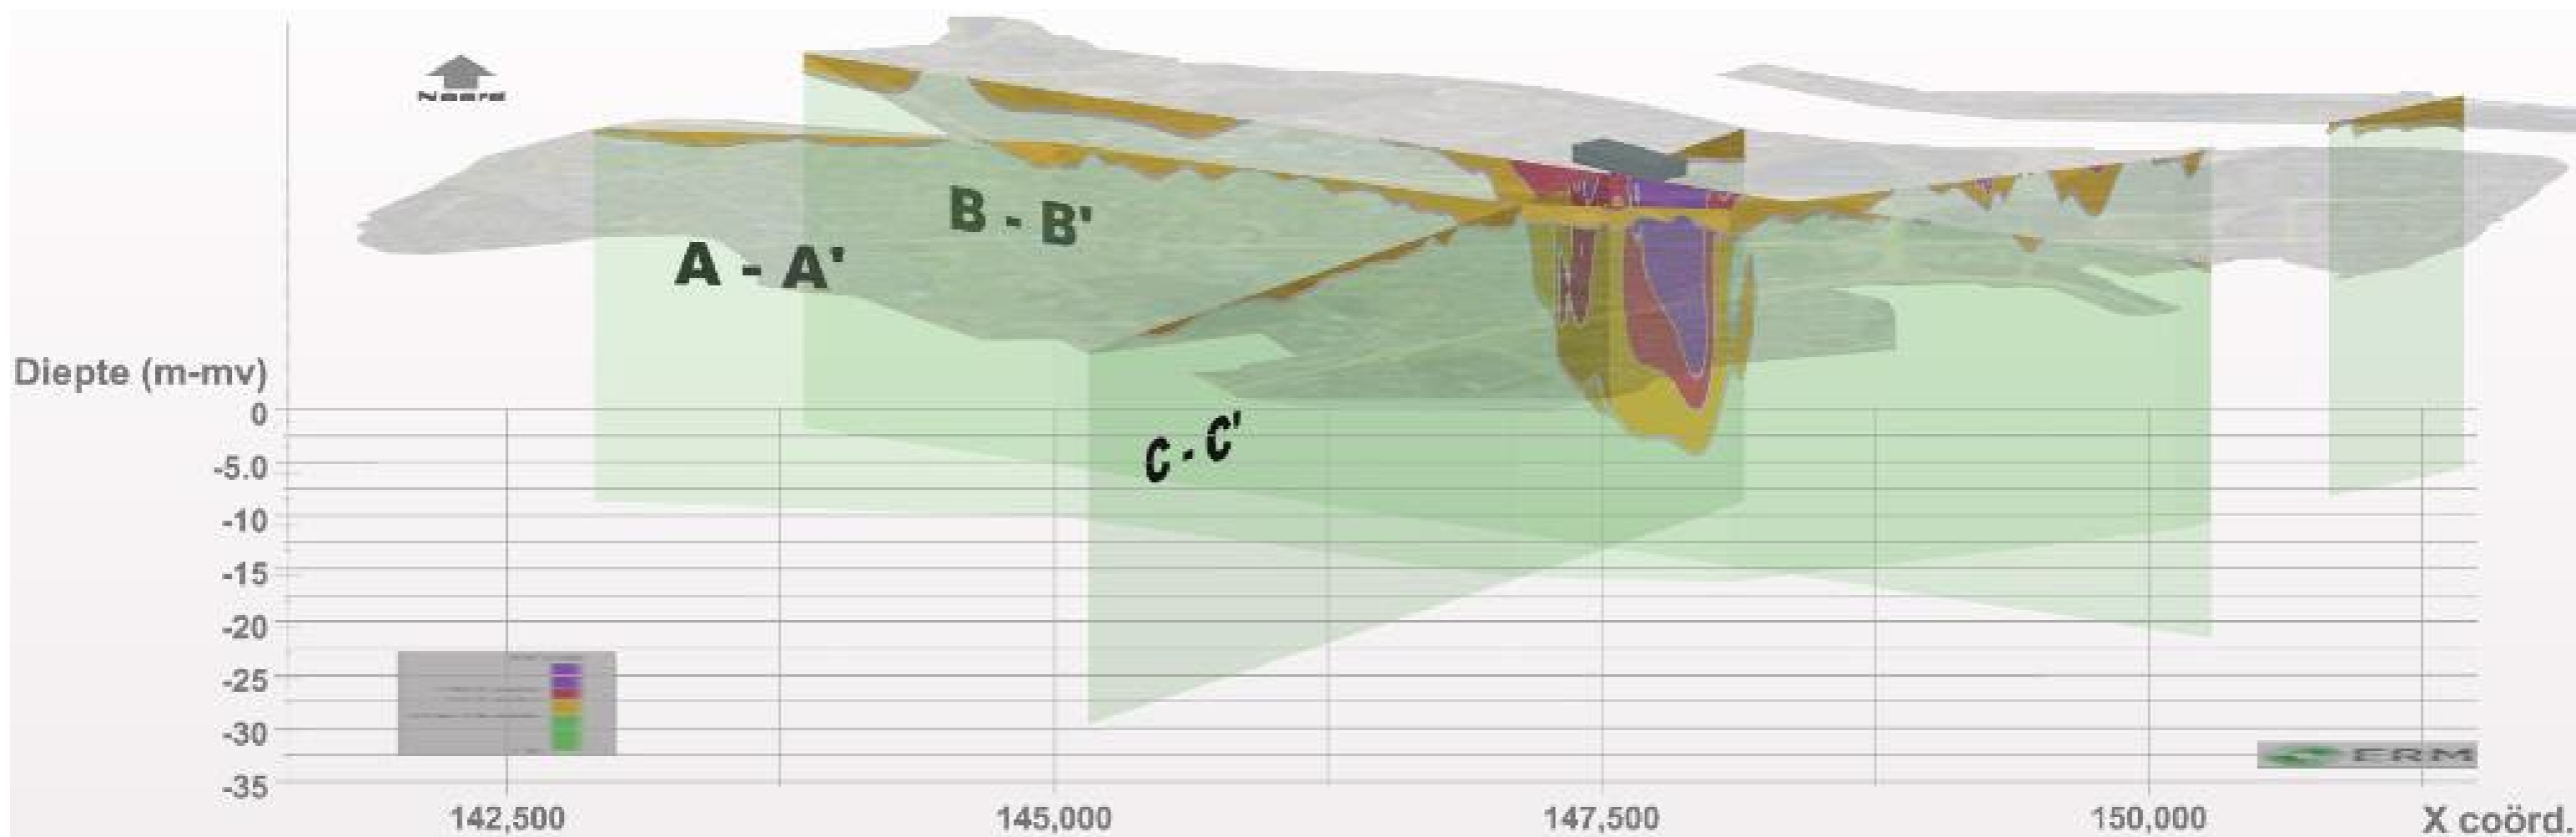 Noord
B - B'
A - A'
Diepte (m-mv)
0
-5.0
C - C'
-10
-15
-20
-25
-30
ERM
-35
142,500
145,000
147,500
150,000
X coörd.